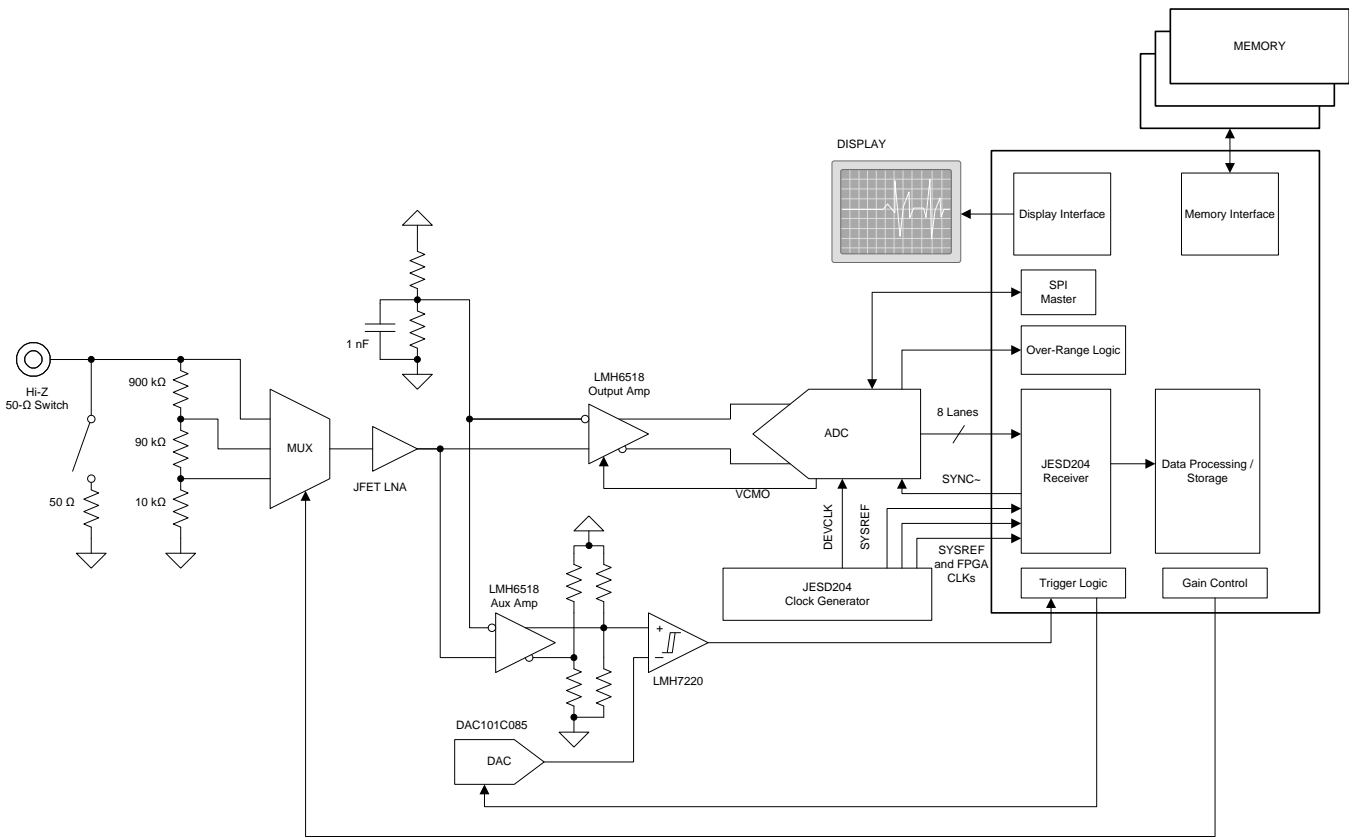 MEMORY
DISPLAY
Display Interface
Memory Interface
SPI
Master
Over-Range Logic
1 nF
Hi-Z
50-Ω Switch
900 kΩ
90 kΩ
10 kΩ
50 Ω
MUX
JFET LNA
LMH6518
Output Amp
ADC
8 Lanes
VCMO
SYNC~
JESD204
Receiver
Data Processing /
Storage
DEVCLK
SYSREF
SYSREF
and FPGA
CLKs
JESD204
Clock Generator
Trigger Logic
Gain Control
LMH6518
Aux Amp
+
−
LMH7220
DAC101C085
DAC